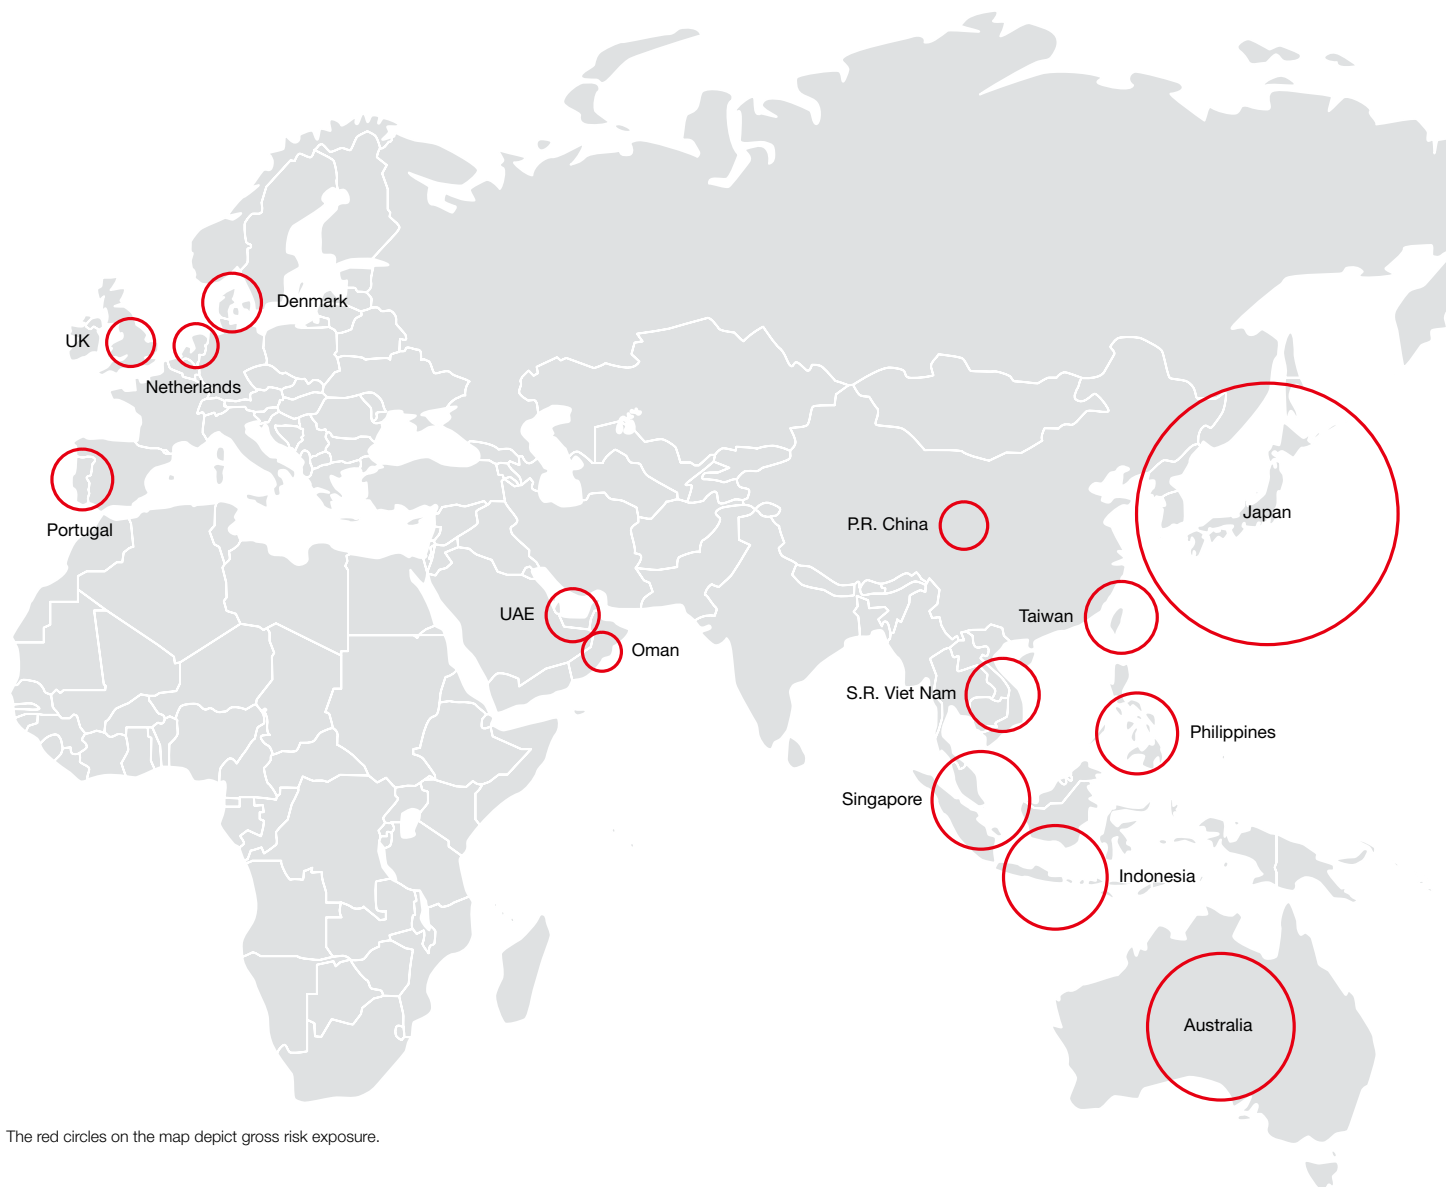 Denmark
UK
Netherlands
Japan
P.R. China
Portugal
UAE
Taiwan
Oman
S.R. Viet Nam
Philippines
Singapore
Indonesia
Australia
The red circles on the map depict gross risk exposure.